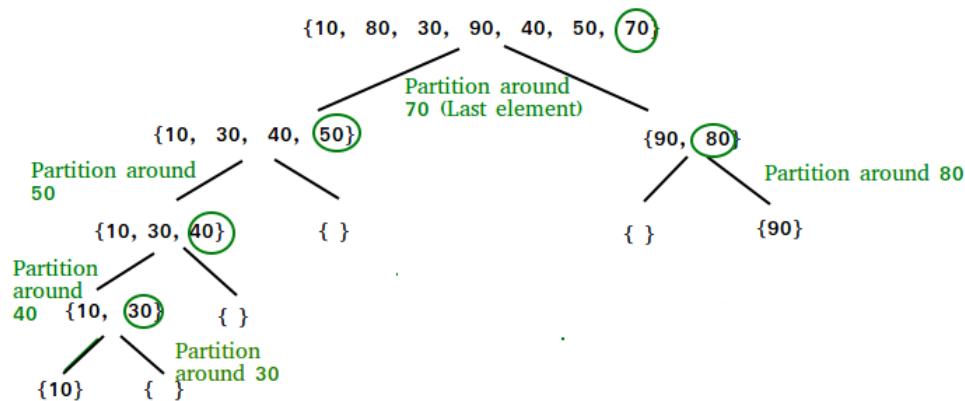 {10, 80, 30, 90, 40, 50, 70}
Partition around
70 (Last element)
{10, 30, 40, 50}
{90, 80}
Partition around
50
Partition around 80
{10, 30, 40}
{ }
{ }
{90}
Partition
around
40
{10, 30}
{ }
Partition
around 30
{10}
{ }